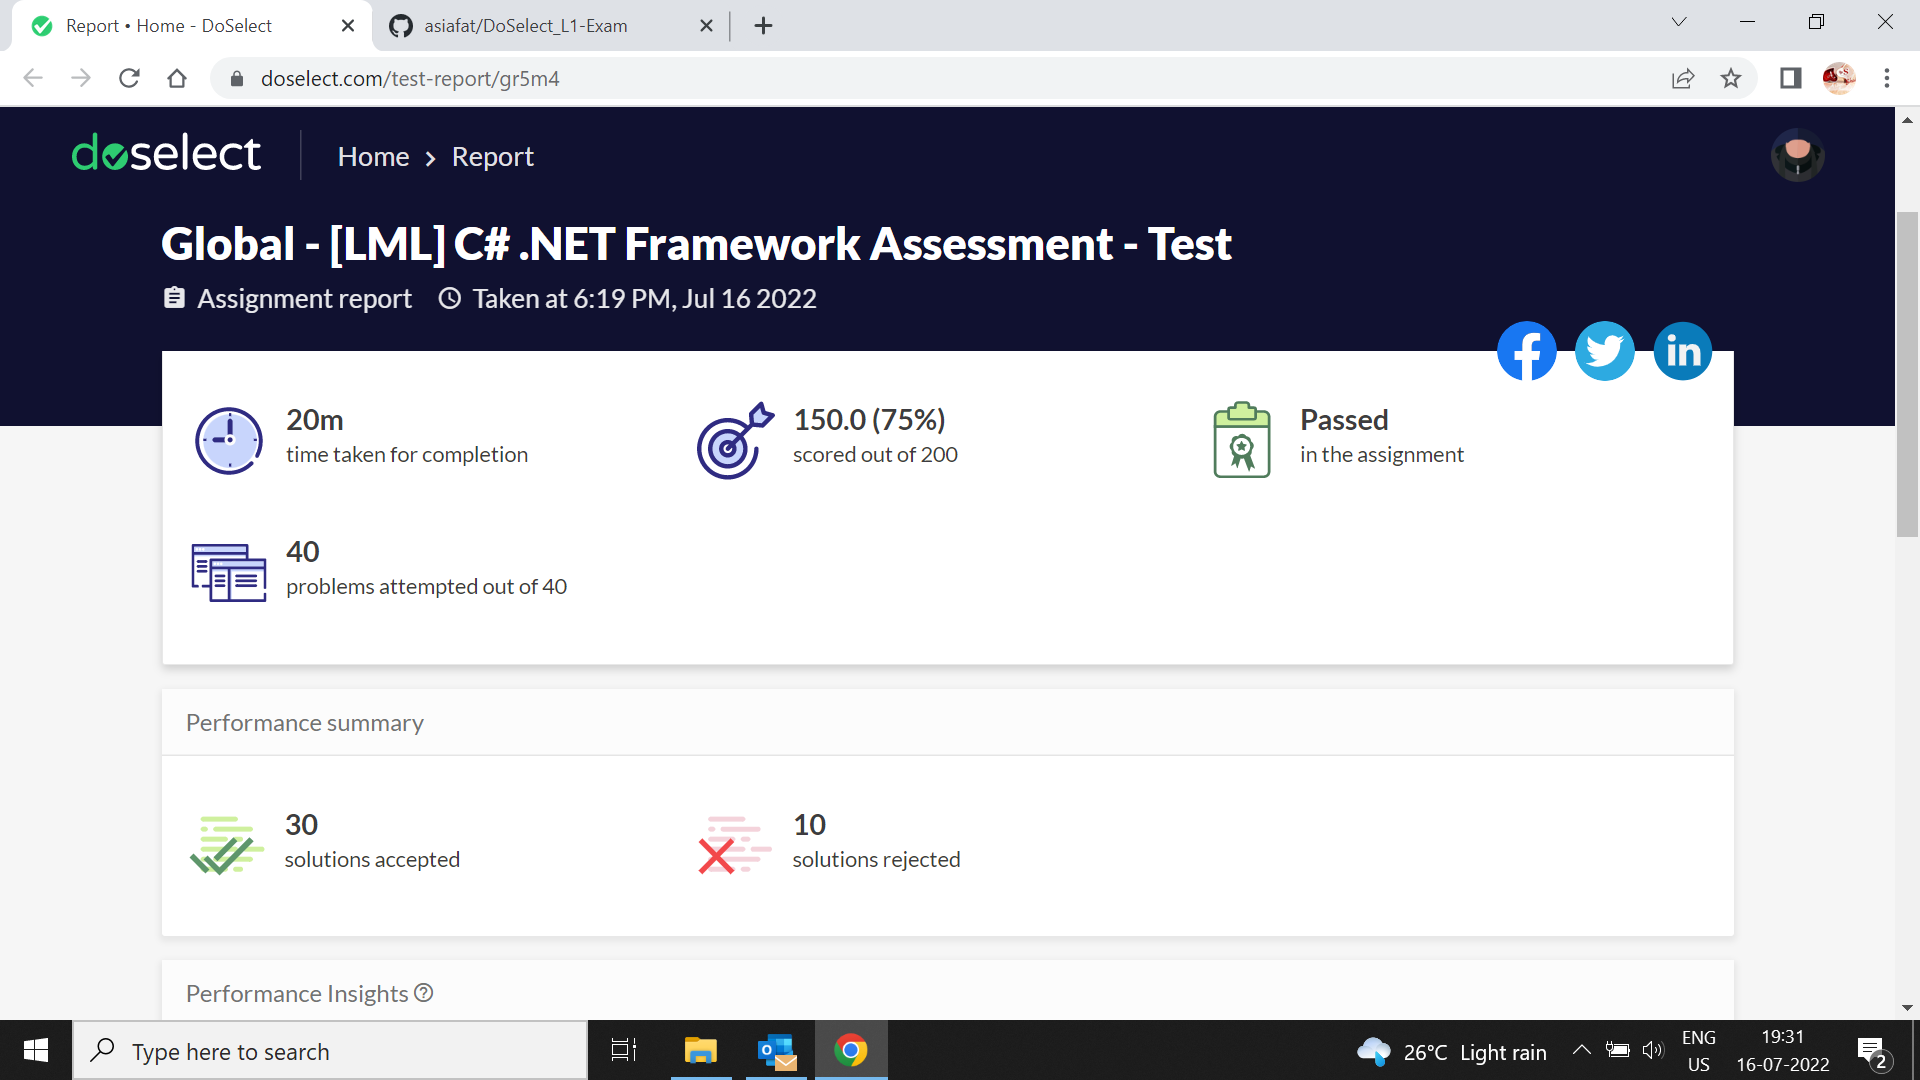 Report • Home - DoSelect
asiafat/DoSelect_L1-Exam
doselect.com/test-report/gr5m4
doselect
Home › Report
Global - [LML] C# .NET Framework Assessment - Test
Assignment report
Taken at 6:19 PM, Jul 16 2022
20m
time taken for completion
150.0 (75%)
scored out of 200
Passed
in the assignment
40
problems attempted out of 40
Performance summary
30
solutions accepted
10
solutions rejected
Performance Insights
Type here to search
26°C Light rain
ENG
US
19:31
16-07-2022
2